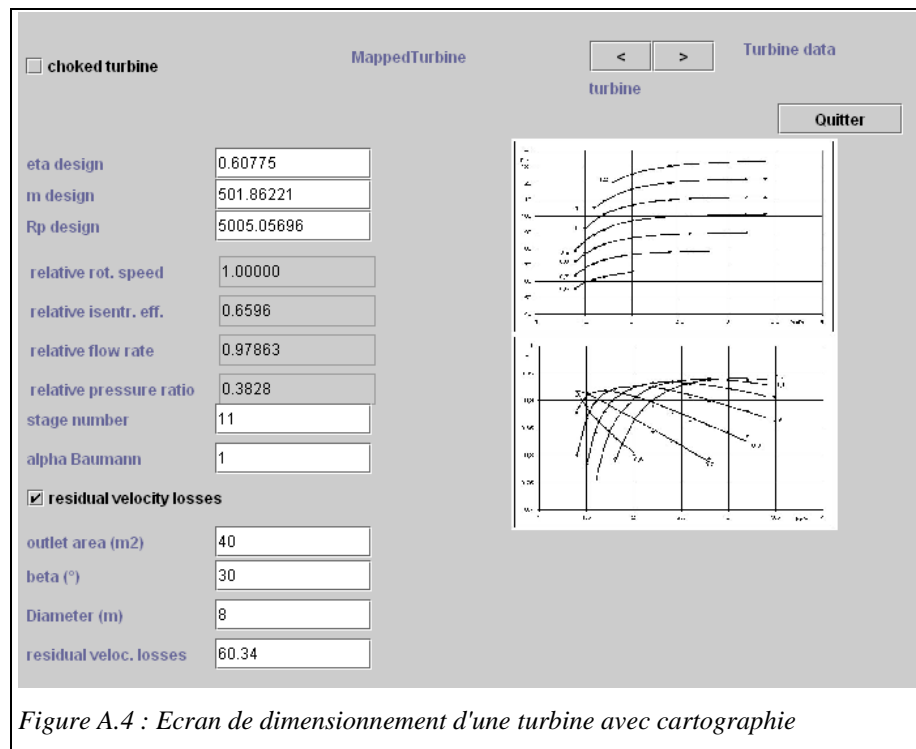 choked turbine
MappedTurbine
< >
Turbine data
turbine
Quitter
eta design 0.60775
m design 501.86221
Rp design 5005.05696
relative rot. speed 1.00000
relative isentr. eff. 0.6596
relative flow rate 0.97863
relative pressure ratio 0.3828
stage number 11
alpha Baumann 1
residual velocity losses
outlet area (m2) 40
beta (°) 30
Diameter (m) 8
residual veloc. losses 60.34
Figure A.4 : Ecran de dimensionnement d'une turbine avec cartographie